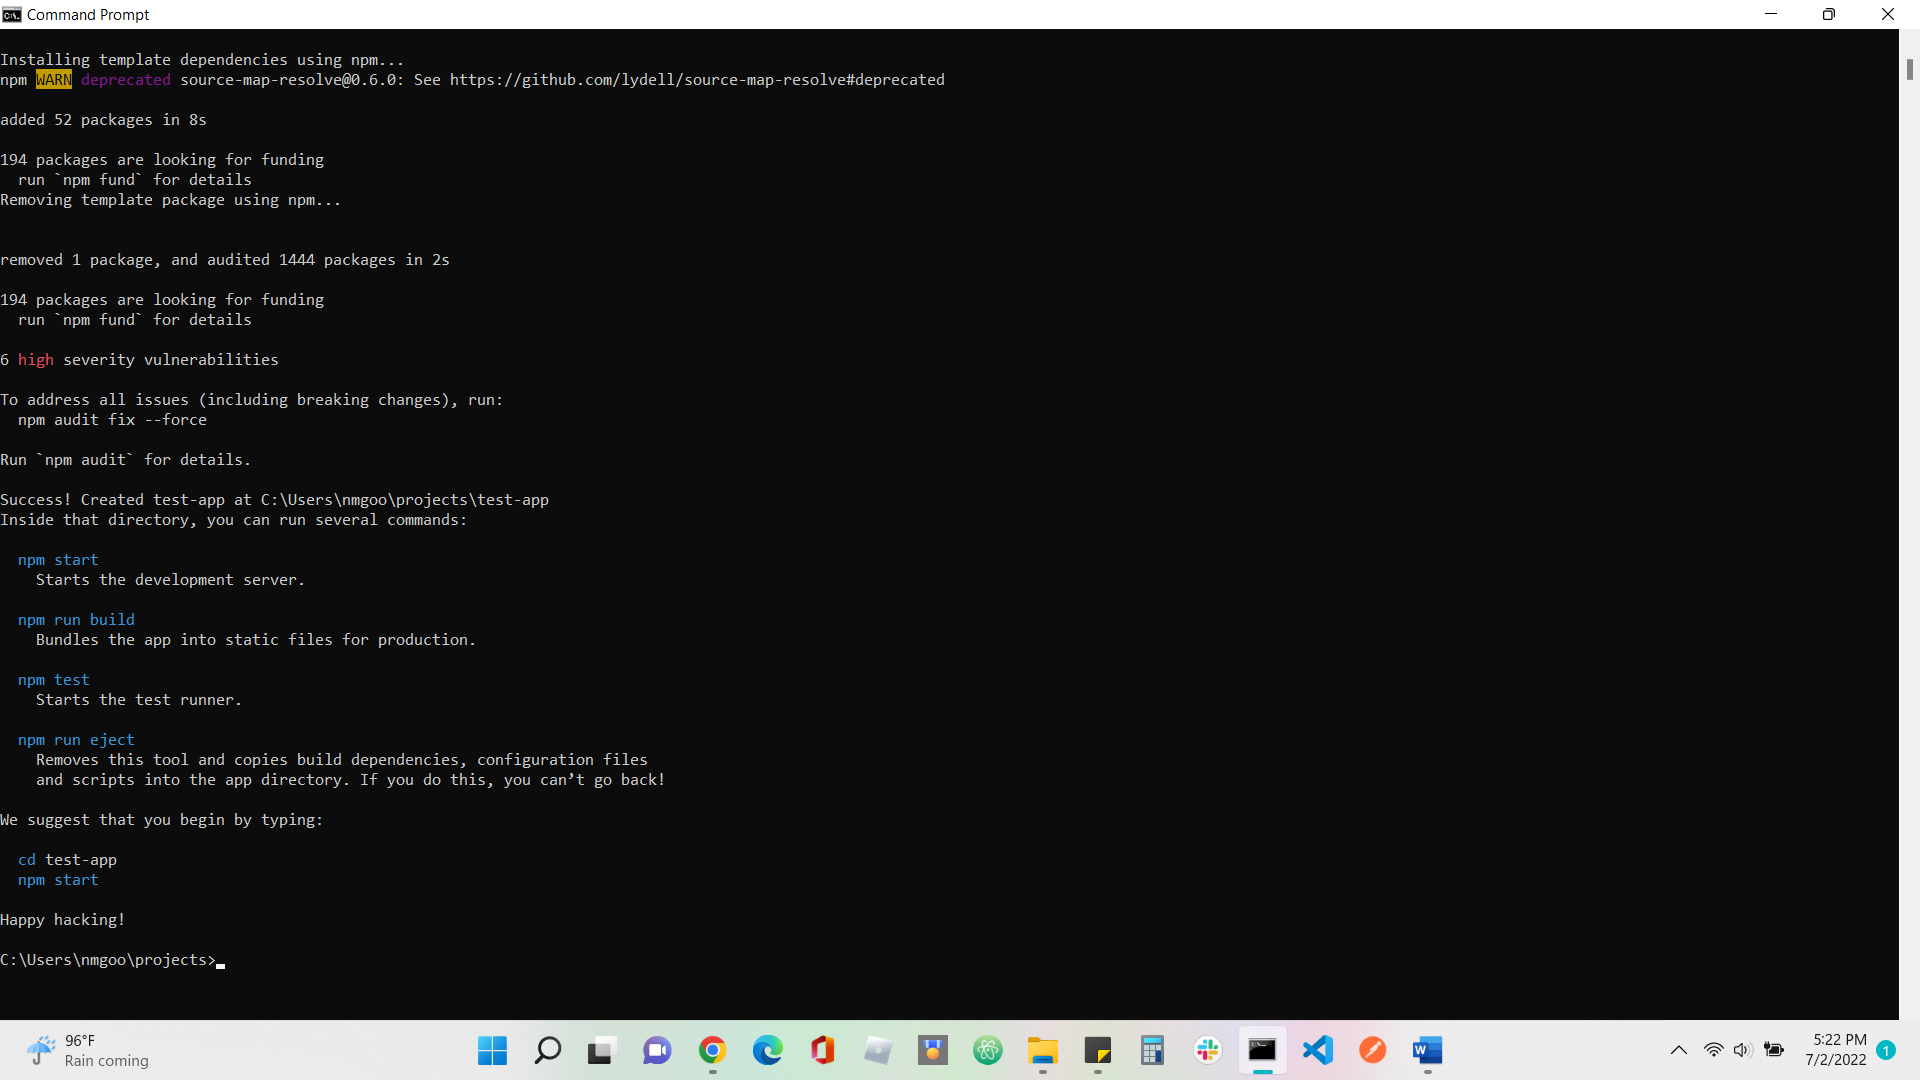 Command Prompt
Installing template dependencies using npm...
npm WARN deprecated source-map-resolve@0.6.0: See https://github.com/lydell/source-map-resolve#deprecated
added 52 packages in 8s
194 packages are looking for funding
run `npm fund` for details
Removing template package using npm...
removed 1 package, and audited 1444 packages in 2s
194 packages are looking for funding
run `npm fund` for details
6 high severity vulnerabilities
To address all issues (including breaking changes), run:
npm audit fix --force
Run `npm audit` for details.
Success! Created test-app at C:\Users\nmgoo\projects\test-app
Inside that directory, you can run several commands:
npm start
Starts the development server.
npm run build
Bundles the app into static files for production.
npm test
Starts the test runner.
npm run eject
Removes this tool and copies build dependencies, configuration files
and scripts into the app directory. If you do this, you can’t go back!
We suggest that you begin by typing:
cd test-app
npm start
Happy hacking!
C:\Users\nmgoo\projects>
96°F
Rain coming
5:22 PM
7/2/2022
1